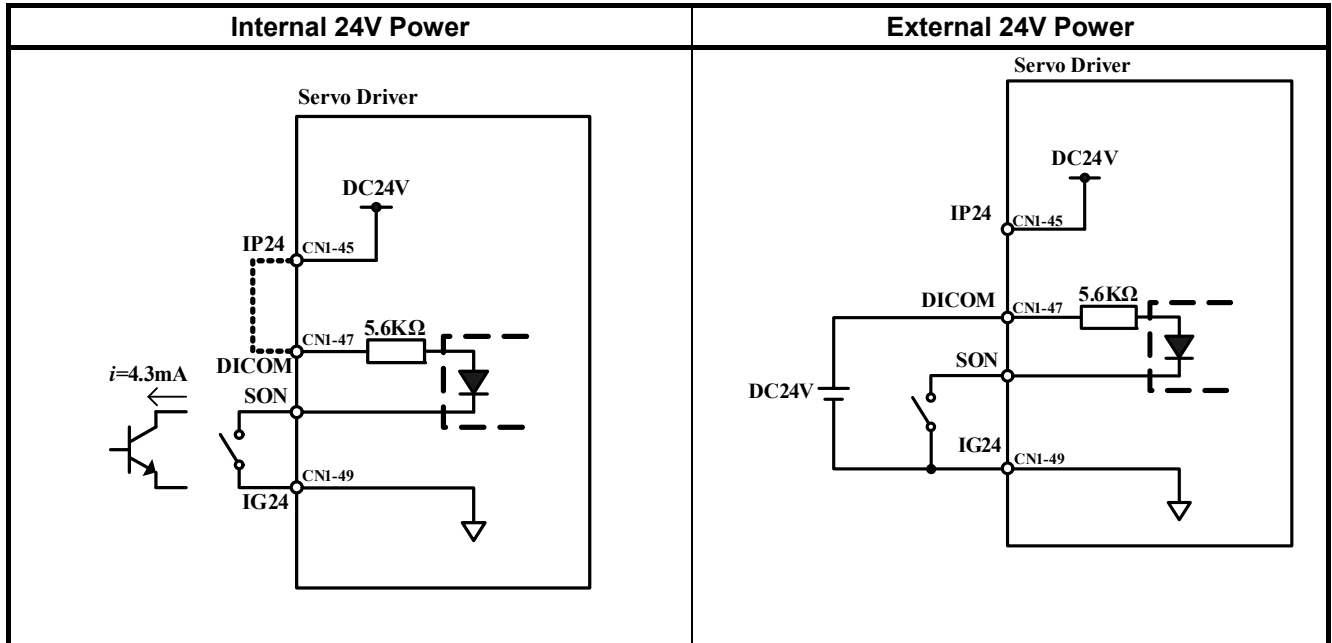 Internal 24V Power
External 24V Power
Servo Driver
DC24V
IP24
CN1-45
CN1-47
5.6KΩ
DICOM
i=4.3mA
SON
CN1-49
IG24
Servo Driver
DC24V
IP24
CN1-45
DICOM
CN1-47
5.6KΩ
SON
DC24V
IG24
CN1-49